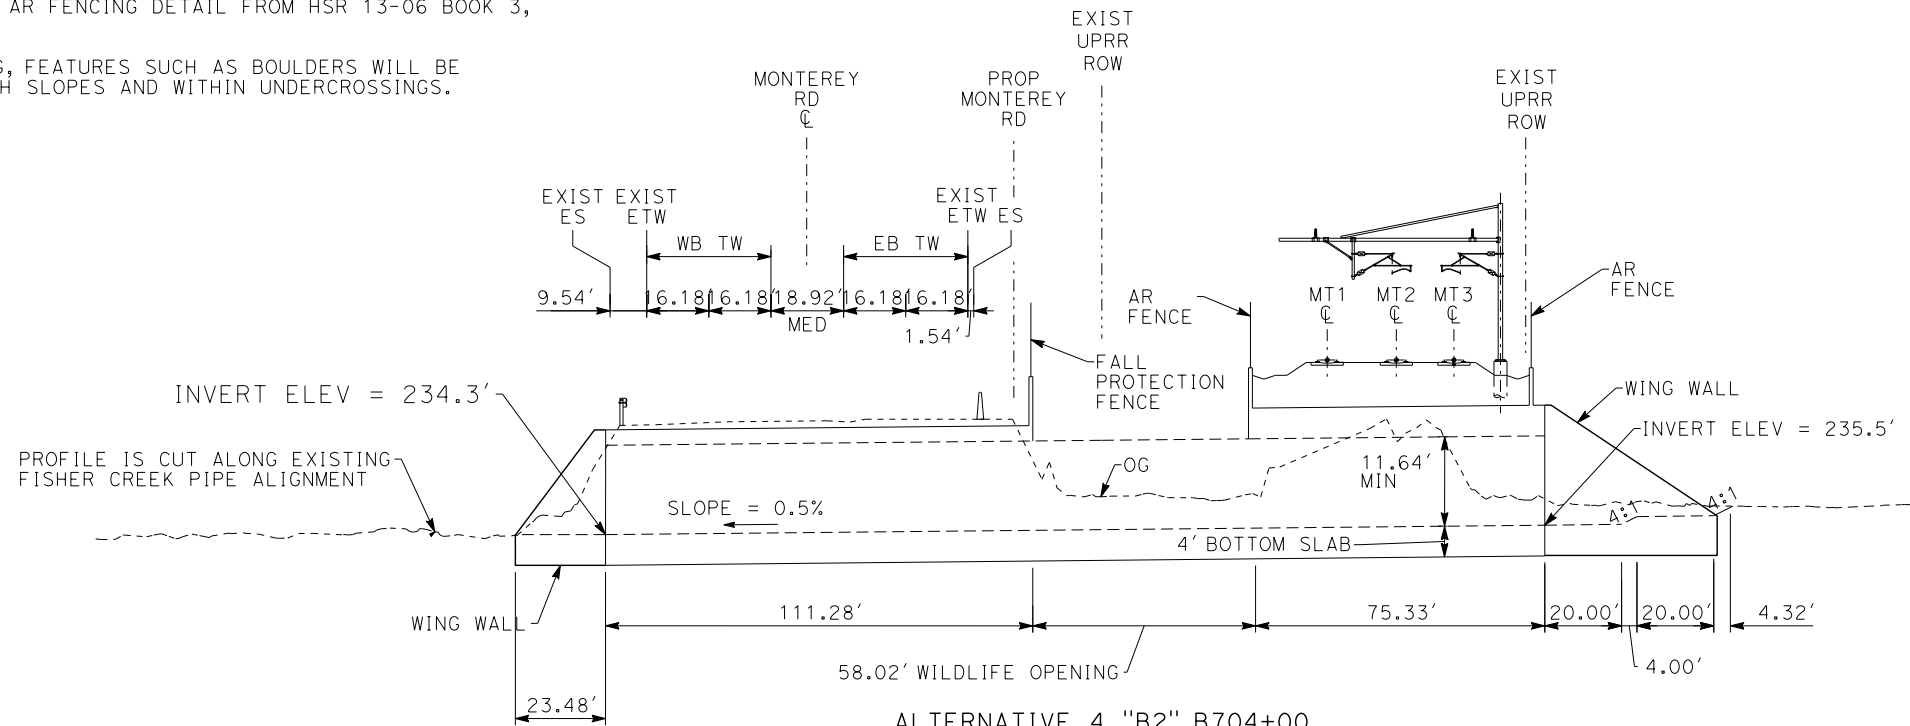 AR FENCING DETAIL FROM HSR 13-06 BOOK 3,
, FEATURES SUCH AS BOULDERS WILL BE
SLOPES AND WITHIN UNDERCROSSINGS.
EXIST
UPRR
ROW
MONTEREY
RD
℄
PROP
MONTEREY
RD
EXIST
UPRR
ROW
EXIST
ES
EXIST
ETW
EXIST
ETW ES
WB TW
EB TW
9.54'
16.18'
16.18'
18.92'
16.18'
16.18'
MED
1.54'
AR
FENCE
MT1
℄
MT2
℄
MT3
℄
AR
FENCE
FALL
PROTECTION
FENCE
INVERT ELEV = 234.3'
WING WALL
INVERT ELEV = 235.5'
PROFILE IS CUT ALONG EXISTING
FISHER CREEK PIPE ALIGNMENT
OG
11.64'
MIN
SLOPE = 0.5%
4:1
4:1
4' BOTTOM SLAB
WING WALL
111.28'
75.33'
20.00'
20.00'
4.32'
58.02' WILDLIFE OPENING
4.00'
23.48'
ALTERNATIVE 4 "B2" B704+00